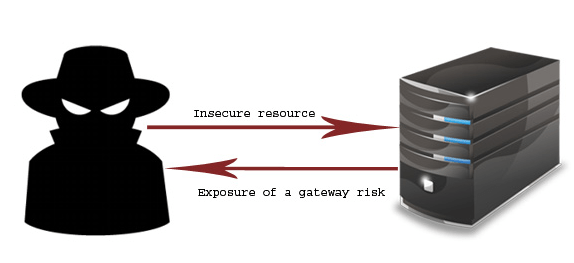 Insecure resource
Exposure of a gateway risk